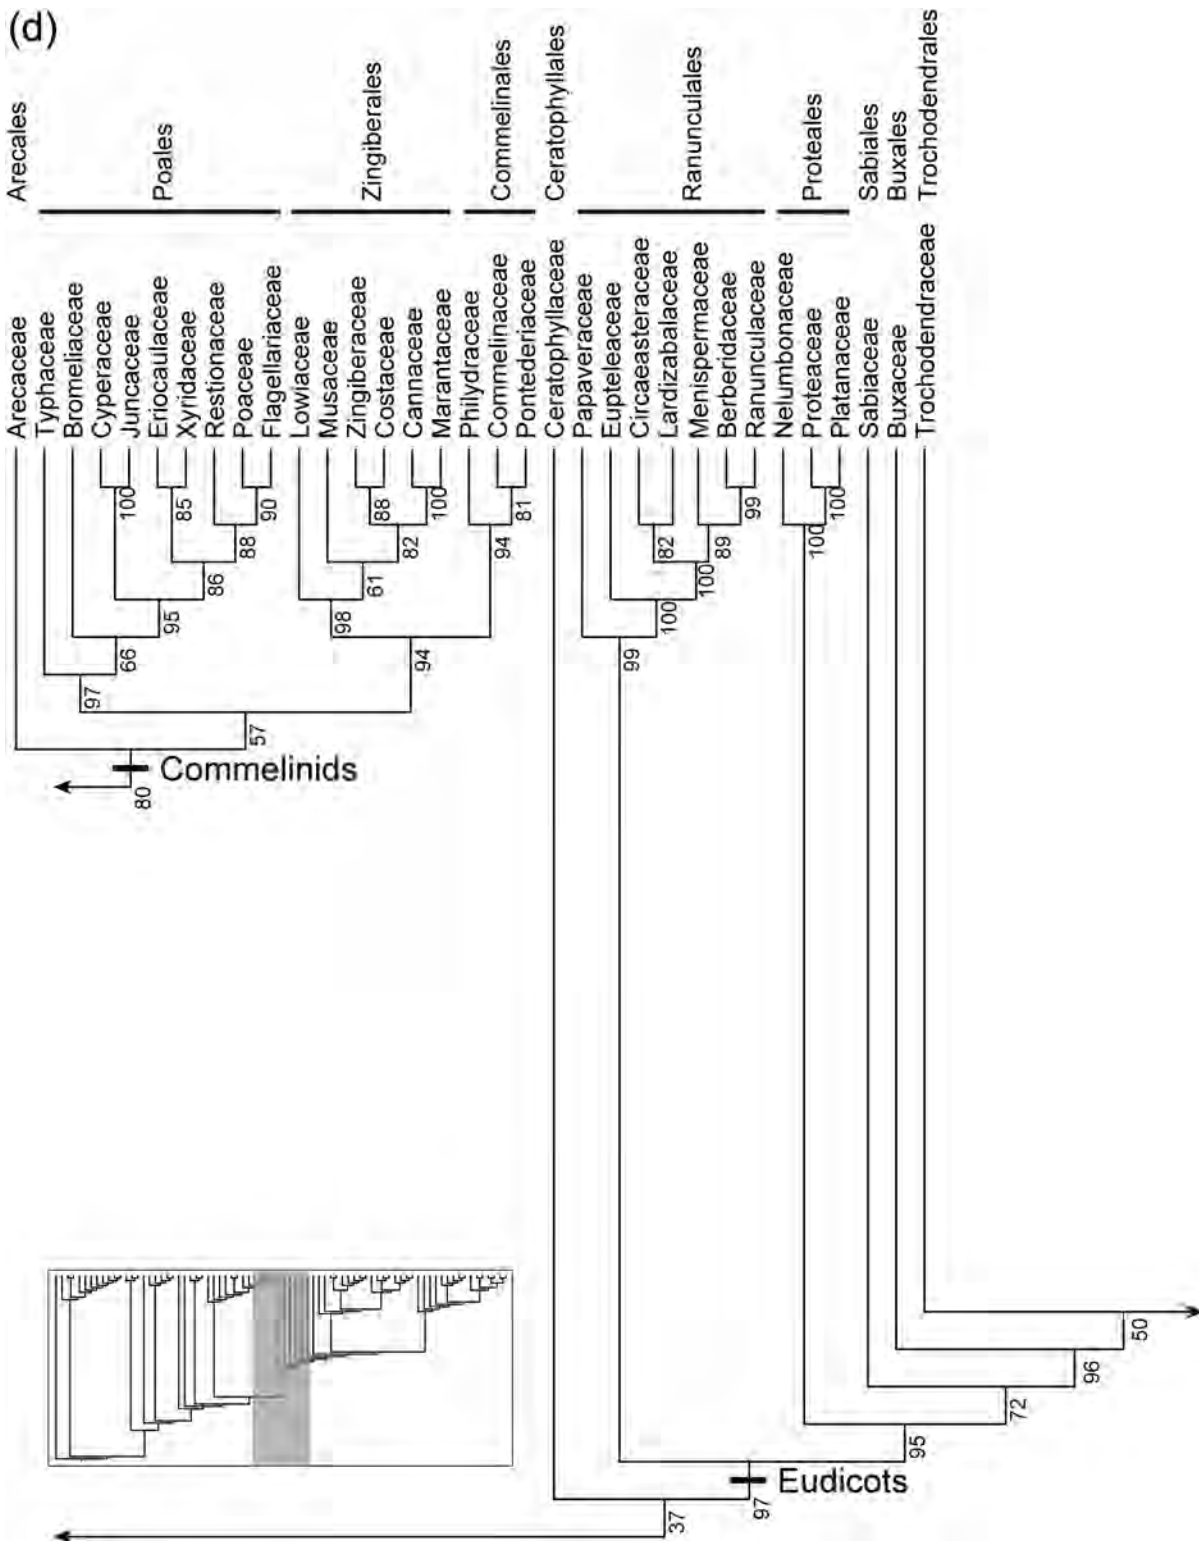 (d)
Arecales
Poales
Zingiberales
Commelinales
Ceratophyllales
Ranunculales
Proteales
Sabiales
Buxales
Trochodendrales
Arecaceae
Typhaceae
Bromeliaceae
Cyperaceae
Juncaceae
Eriocaulaceae
Xyridaceae
Restionaceae
Poaceae
Flagellariaceae
Lowiaceae
Musaceae
Zingiberaceae
Costaceae
Cannaceae
Marantaceae
Philydraceae
Commelinaceae
Pontederiaceae
Ceratophyllaceae
Papaveraceae
Eupteleaceae
Circaeasteraceae
Lardizabalaceae
Menispermaceae
Berberidaceae
Ranunculaceae
Nelumbonaceae
Proteaceae
Platanaceae
Sabiaceae
Buxaceae
Trochodendraceae
100
85
90
88
86
95
66
97
57
80
88
100
82
61
98
94
81
94
82
99
89
100
100
99
100
100
Commelinids
50
96
72
95
Eudicots
97
37